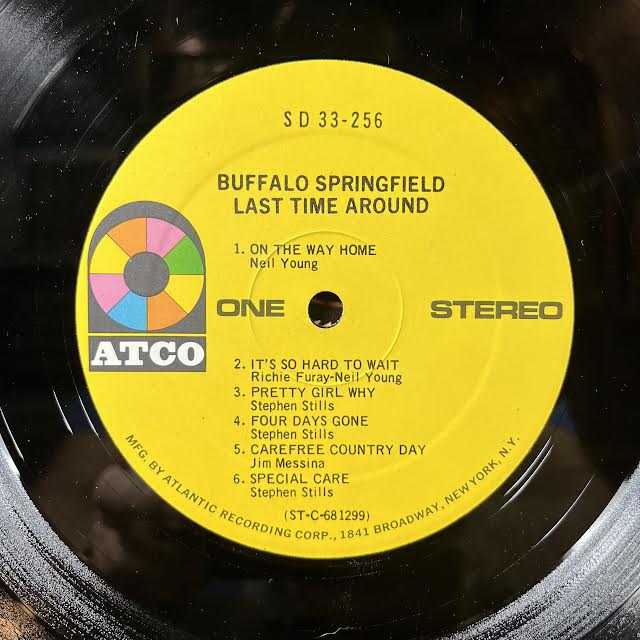 SD 33-256
BUFFALO SPRINGFIELD
LAST TIME AROUND
1. ON THE WAY HOME
Neil Young
ATCO
ONE
STEREO
2. IT'S SO HARD TO WAIT
Richie Furay-Neil Young
3. PRETTY GIRL WHY
Stephen Stills
4. FOUR DAYS GONE
Stephen Stills
5. CAREFREE COUNTRY DAY
Jim Messina
6. SPECIAL CARE
Stephen Stills
(ST-C-681299)
MFG. BY ATLANTIC RECORDING CORP., 1841 BROADWAY, NEW YORK, N.Y.